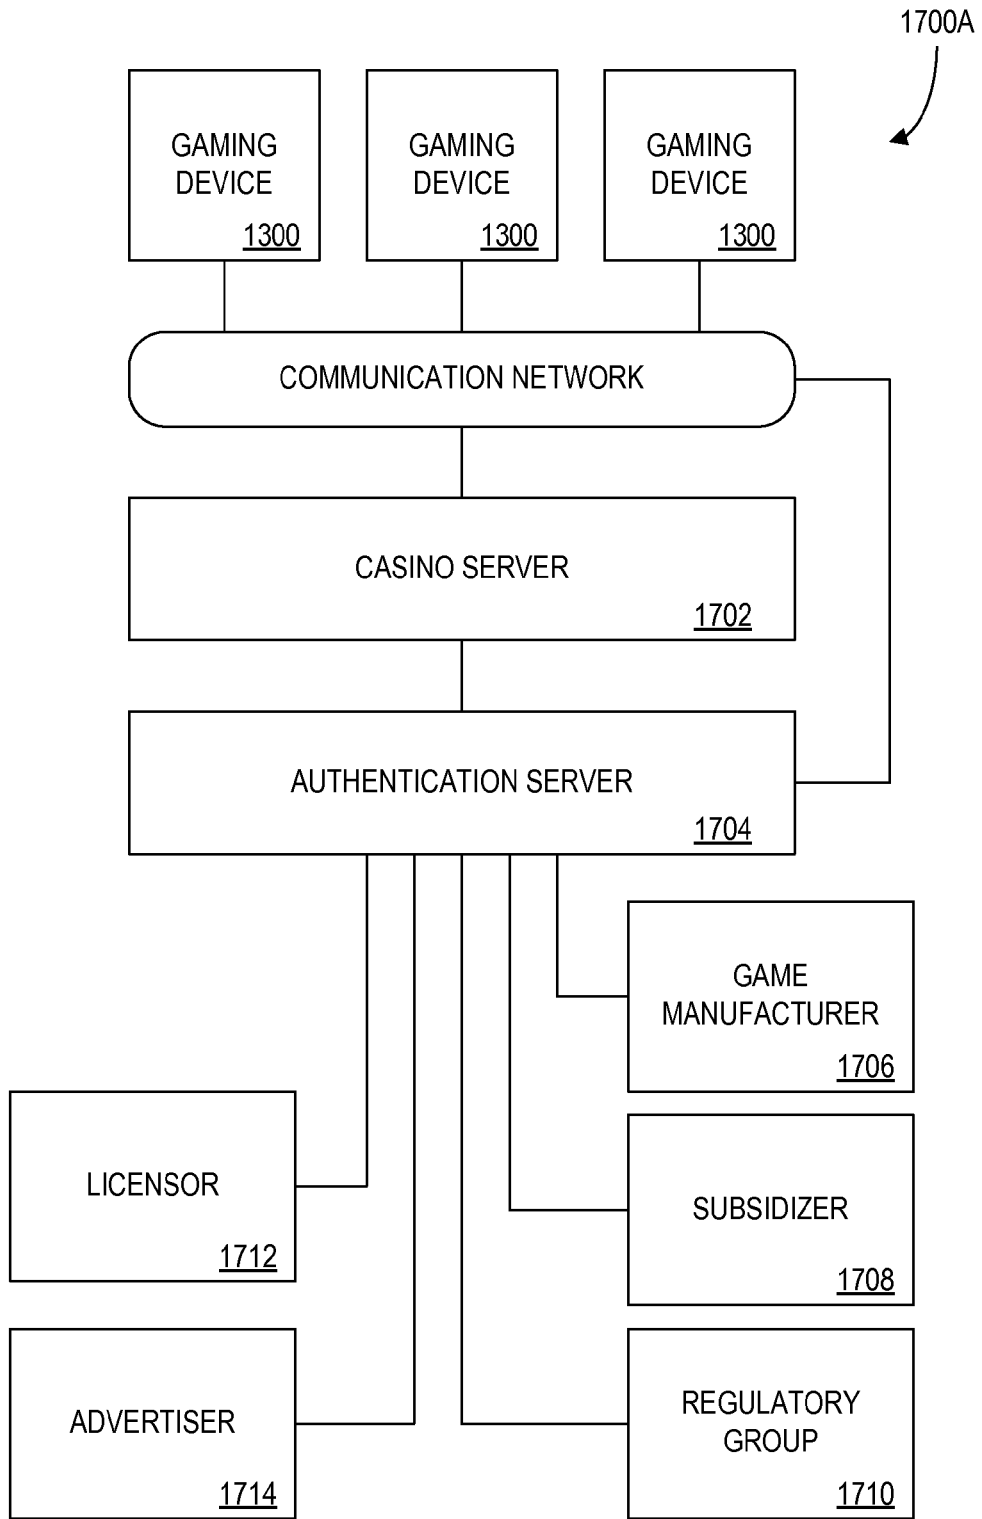 1700A
GAMING
DEVICE
1300
GAMING
DEVICE
1300
GAMING
DEVICE
1300
COMMUNICATION NETWORK
CASINO SERVER
1702
AUTHENTICATION SERVER
1704
GAME
MANUFACTURER
1706
LICENSOR
1712
SUBSIDIZER
1708
ADVERTISER
1714
REGULATORY
GROUP
1710